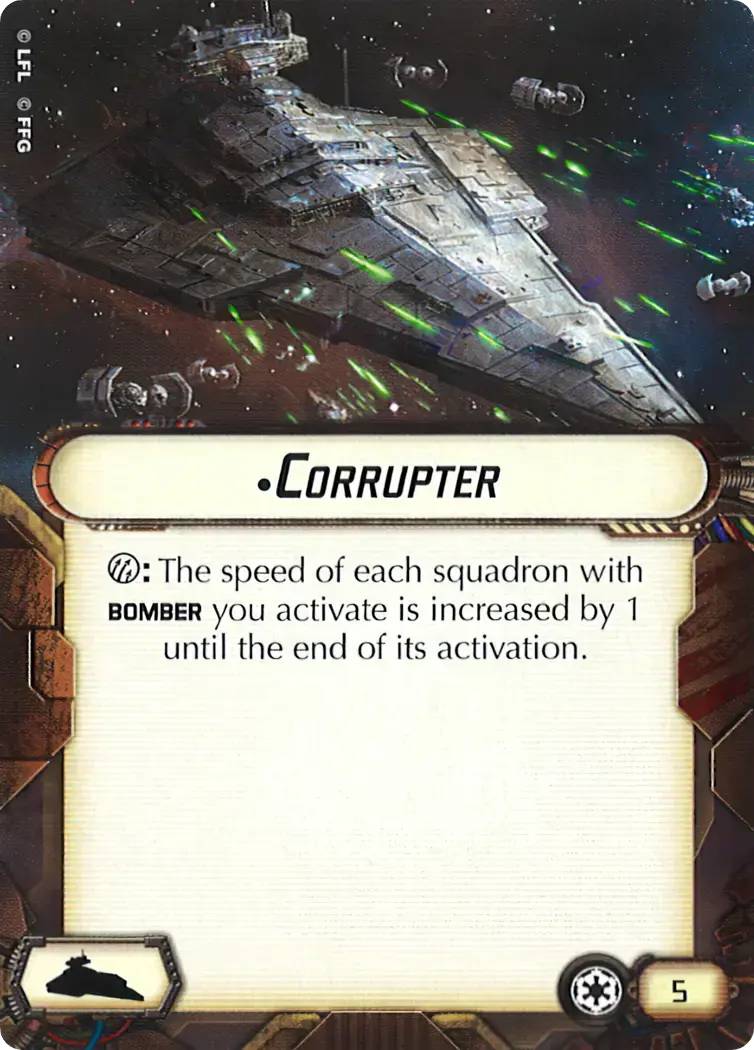 © LFL © FFG
•Corrupter
: The speed of each squadron with
BOMBER you activate is increased by 1
until the end of its activation.
5